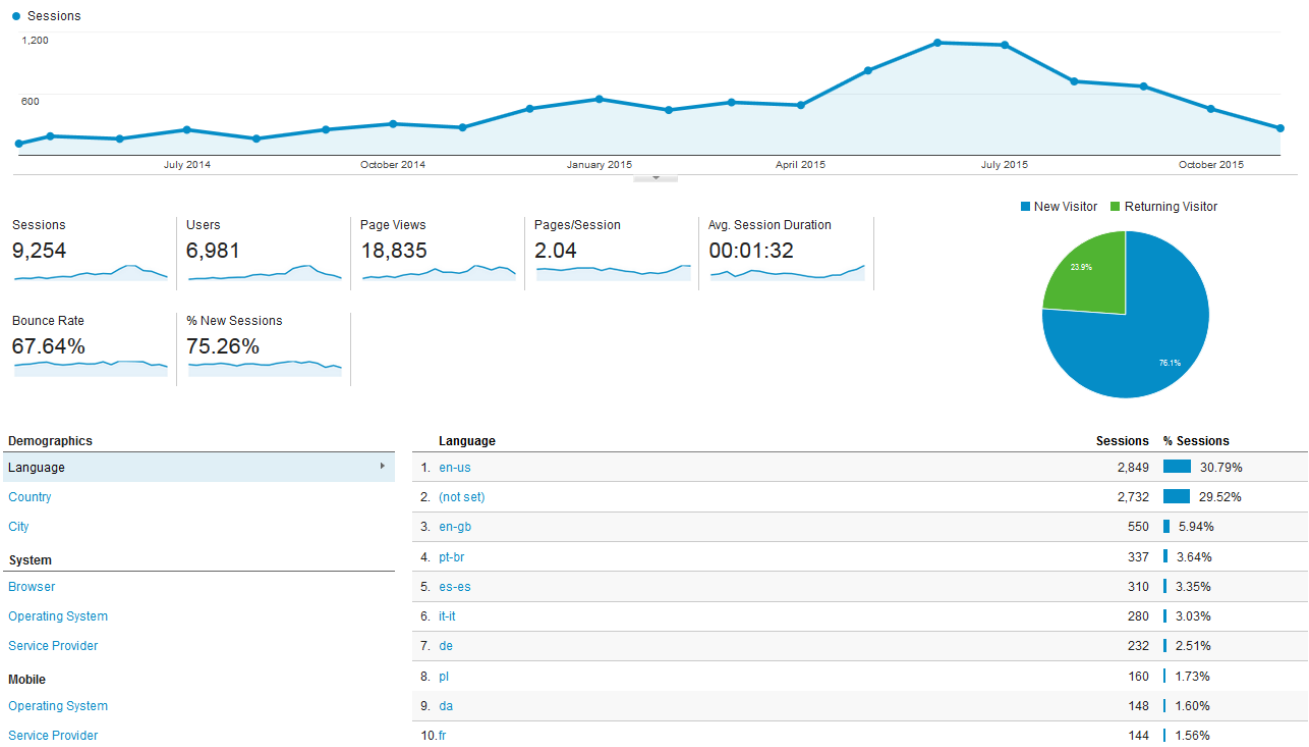 Sessions
1,200
600
July 2014 October 2014 January 2015 April 2015 July 2015 October 2015
New Visitor Returning Visitor
Sessions Users Page Views Pages/Session Avg. Session Duration
9,254 6,981 18,835 2.04 00:01:32
23.9%
76.1%
Bounce Rate % New Sessions
67.64% 75.26%
Demographics
Language
Country
City
System
Browser
Operating System
Service Provider
Mobile
Operating System
Service Provider
Language Sessions % Sessions
1. en-us 2,849 30.79%
2. (not set) 2,732 29.52%
3. en-gb 550 5.94%
4. pt-br 337 3.64%
5. es-es 310 3.35%
6. it-it 280 3.03%
7. de 232 2.51%
8. pl 160 1.73%
9. da 148 1.60%
10. fr 144 1.56%